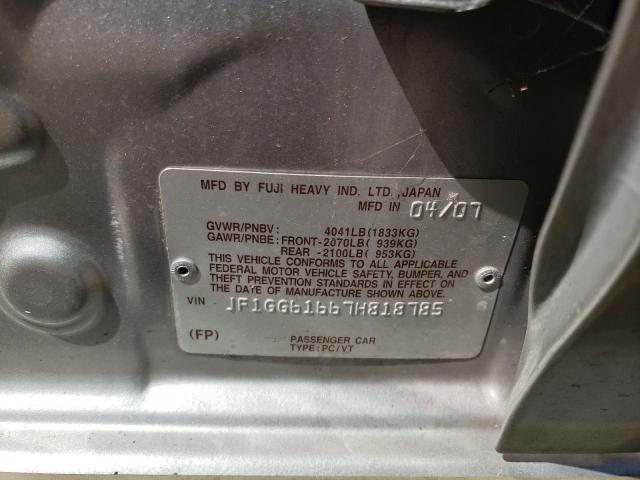 MFD BY FUJI HEAVY IND. LTD., JAPAN
MFD IN 04/07
GVWR/PNBV: 4041LB(1833KG)
GAWR/PNBE: FRONT-2070LB( 939KG)
REAR -2100LB( 953KG)
THIS VEHICLE CONFORMS TO ALL APPLICABLE
FEDERAL MOTOR VEHICLE SAFETY, BUMPER, AND
THEFT PREVENTION STANDARDS IN EFFECT ON
THE DATE OF MANUFACTURE SHOWN ABOVE.
VIN JF1GG61667H818785
(FP) PASSENGER CAR
TYPE:PC/VT